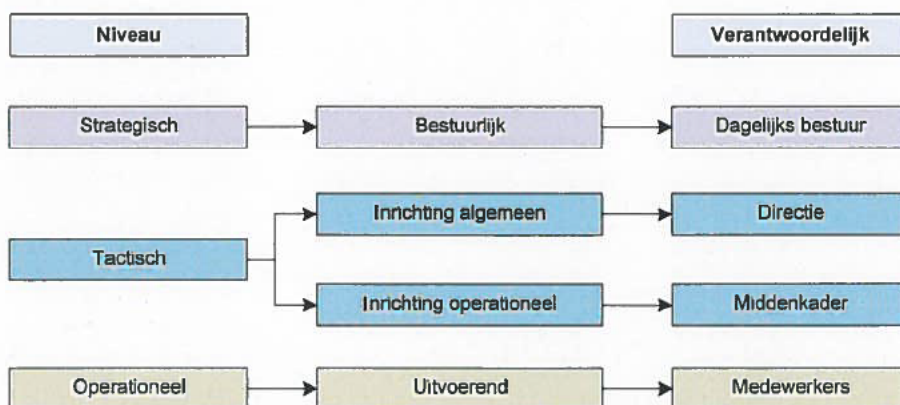 Niveau
Verantwoordelijk
Strategisch
Bestuurlijk
Dagelijks bestuur
Tactisch
Inrichting algemeen
Directie
Inrichting operationeel
Middenkader
Operationeel
Uitvoerend
Medewerkers